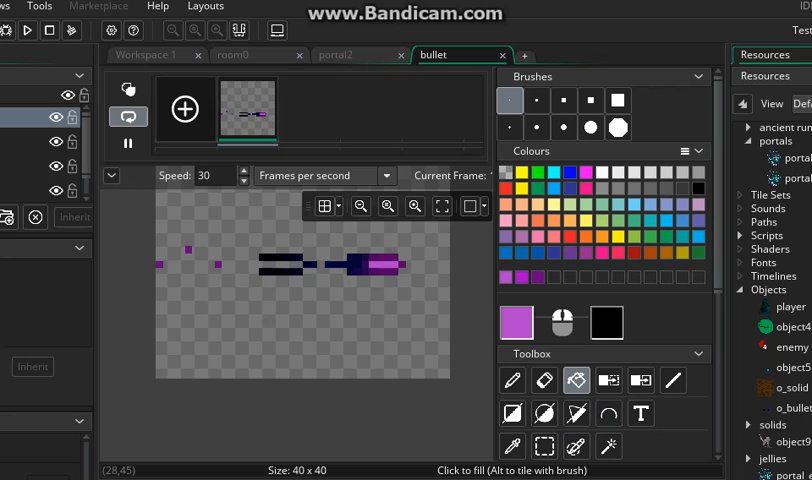 www.Bandicam.com
Tools Marketplace Help Layouts
Workspace 1 room0 portal2 bullet
Resources
Brushes
Resources
View
portals
Colours
Speed: 30 Frames per second Current Frame:
Tile Sets
Inherit
Sounds
Paths
Scripts
Shaders
Fonts
Timelines
Objects
player
object4
enemy
Toolbox
Inherit
object5
o_solid
o_bullet
solids
object9
jellies
(28,45) Size: 40 x 40 Click to fill (Alt to tile with brush)